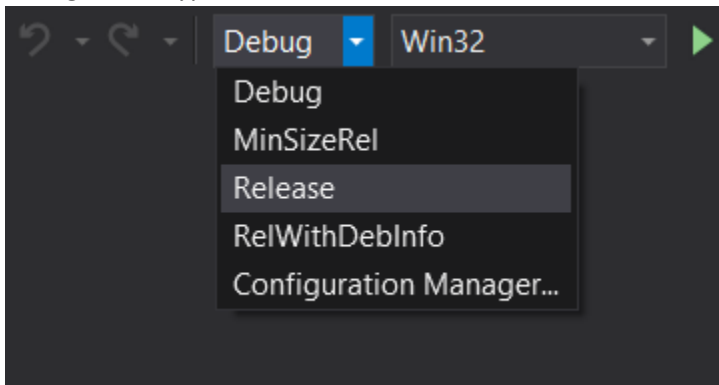 Debug Win32
Debug
MinSizeRel
Release
RelWithDebInfo
Configuration Manager...